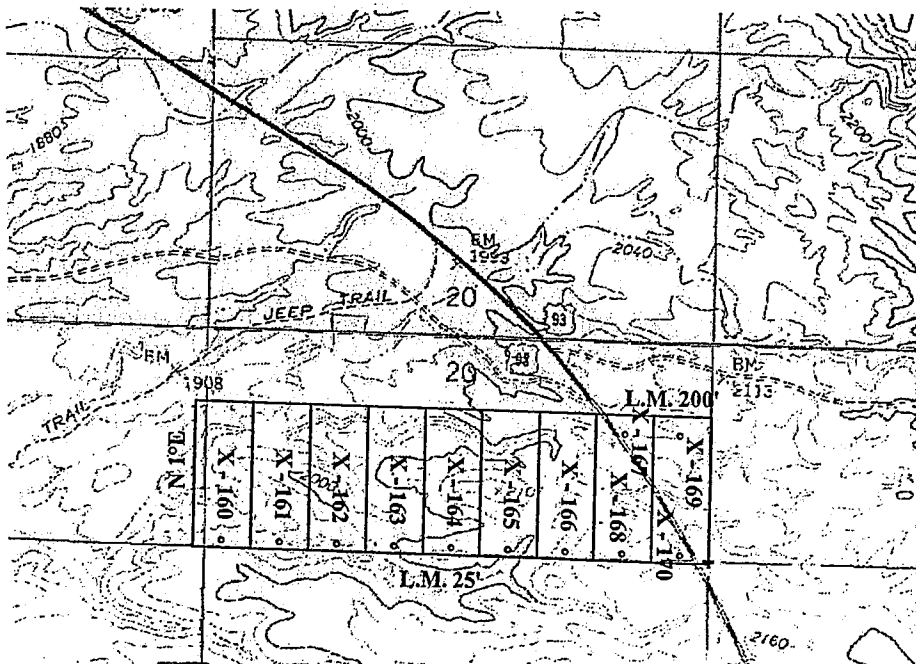 1880
2000
2200
BM
1993
2040
20
JEEP TRAIL
93
93
20
BM
1908
BM
2113
TRAIL
L.M. 200'
N 1°E
X -160
X -161
X -162
X -163
X -164
X -165
X -166
X -167
X -168
X -169
X -170
L.M. 25'
2160